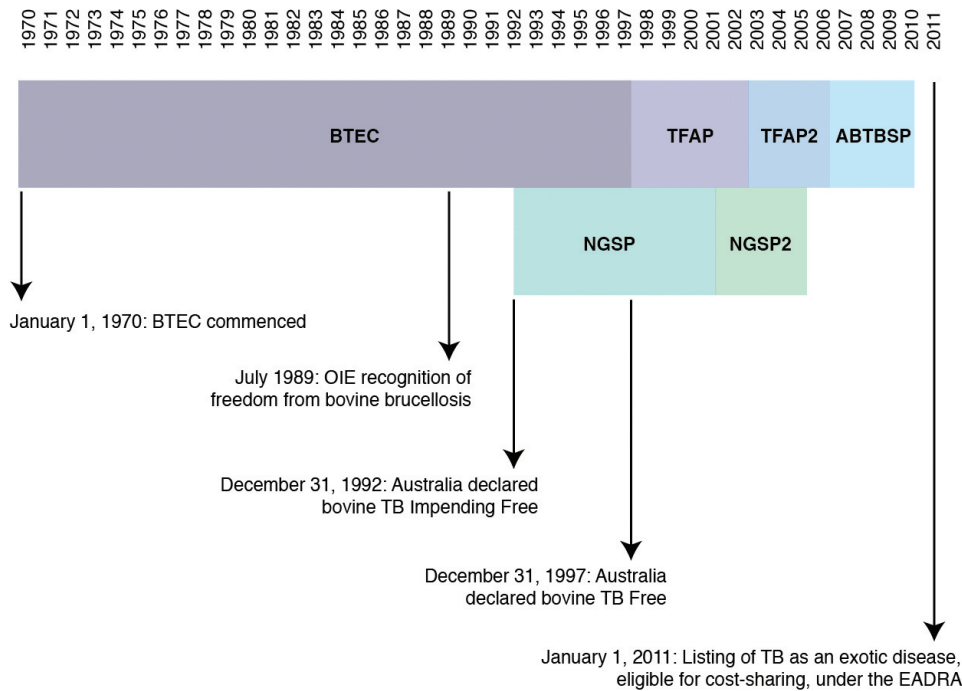 1970 1971 1972 1973 1974 1975 1976 1977 1978 1979 1980 1981 1982 1983 1984 1985 1986 1987 1988 1989 1990 1991 1992 1993 1994 1995 1996 1997 1998 1999 2000 2001 2002 2003 2004 2005 2006 2007 2008 2009 2010 2011
BTEC TFAP TFAP2 ABTBSP
NGSP NGSP2
January 1, 1970: BTEC commenced
July 1989: OIE recognition of
freedom from bovine brucellosis
December 31, 1992: Australia declared
bovine TB Impending Free
December 31, 1997: Australia
declared bovine TB Free
January 1, 2011: Listing of TB as an exotic disease,
eligible for cost-sharing, under the EADRA